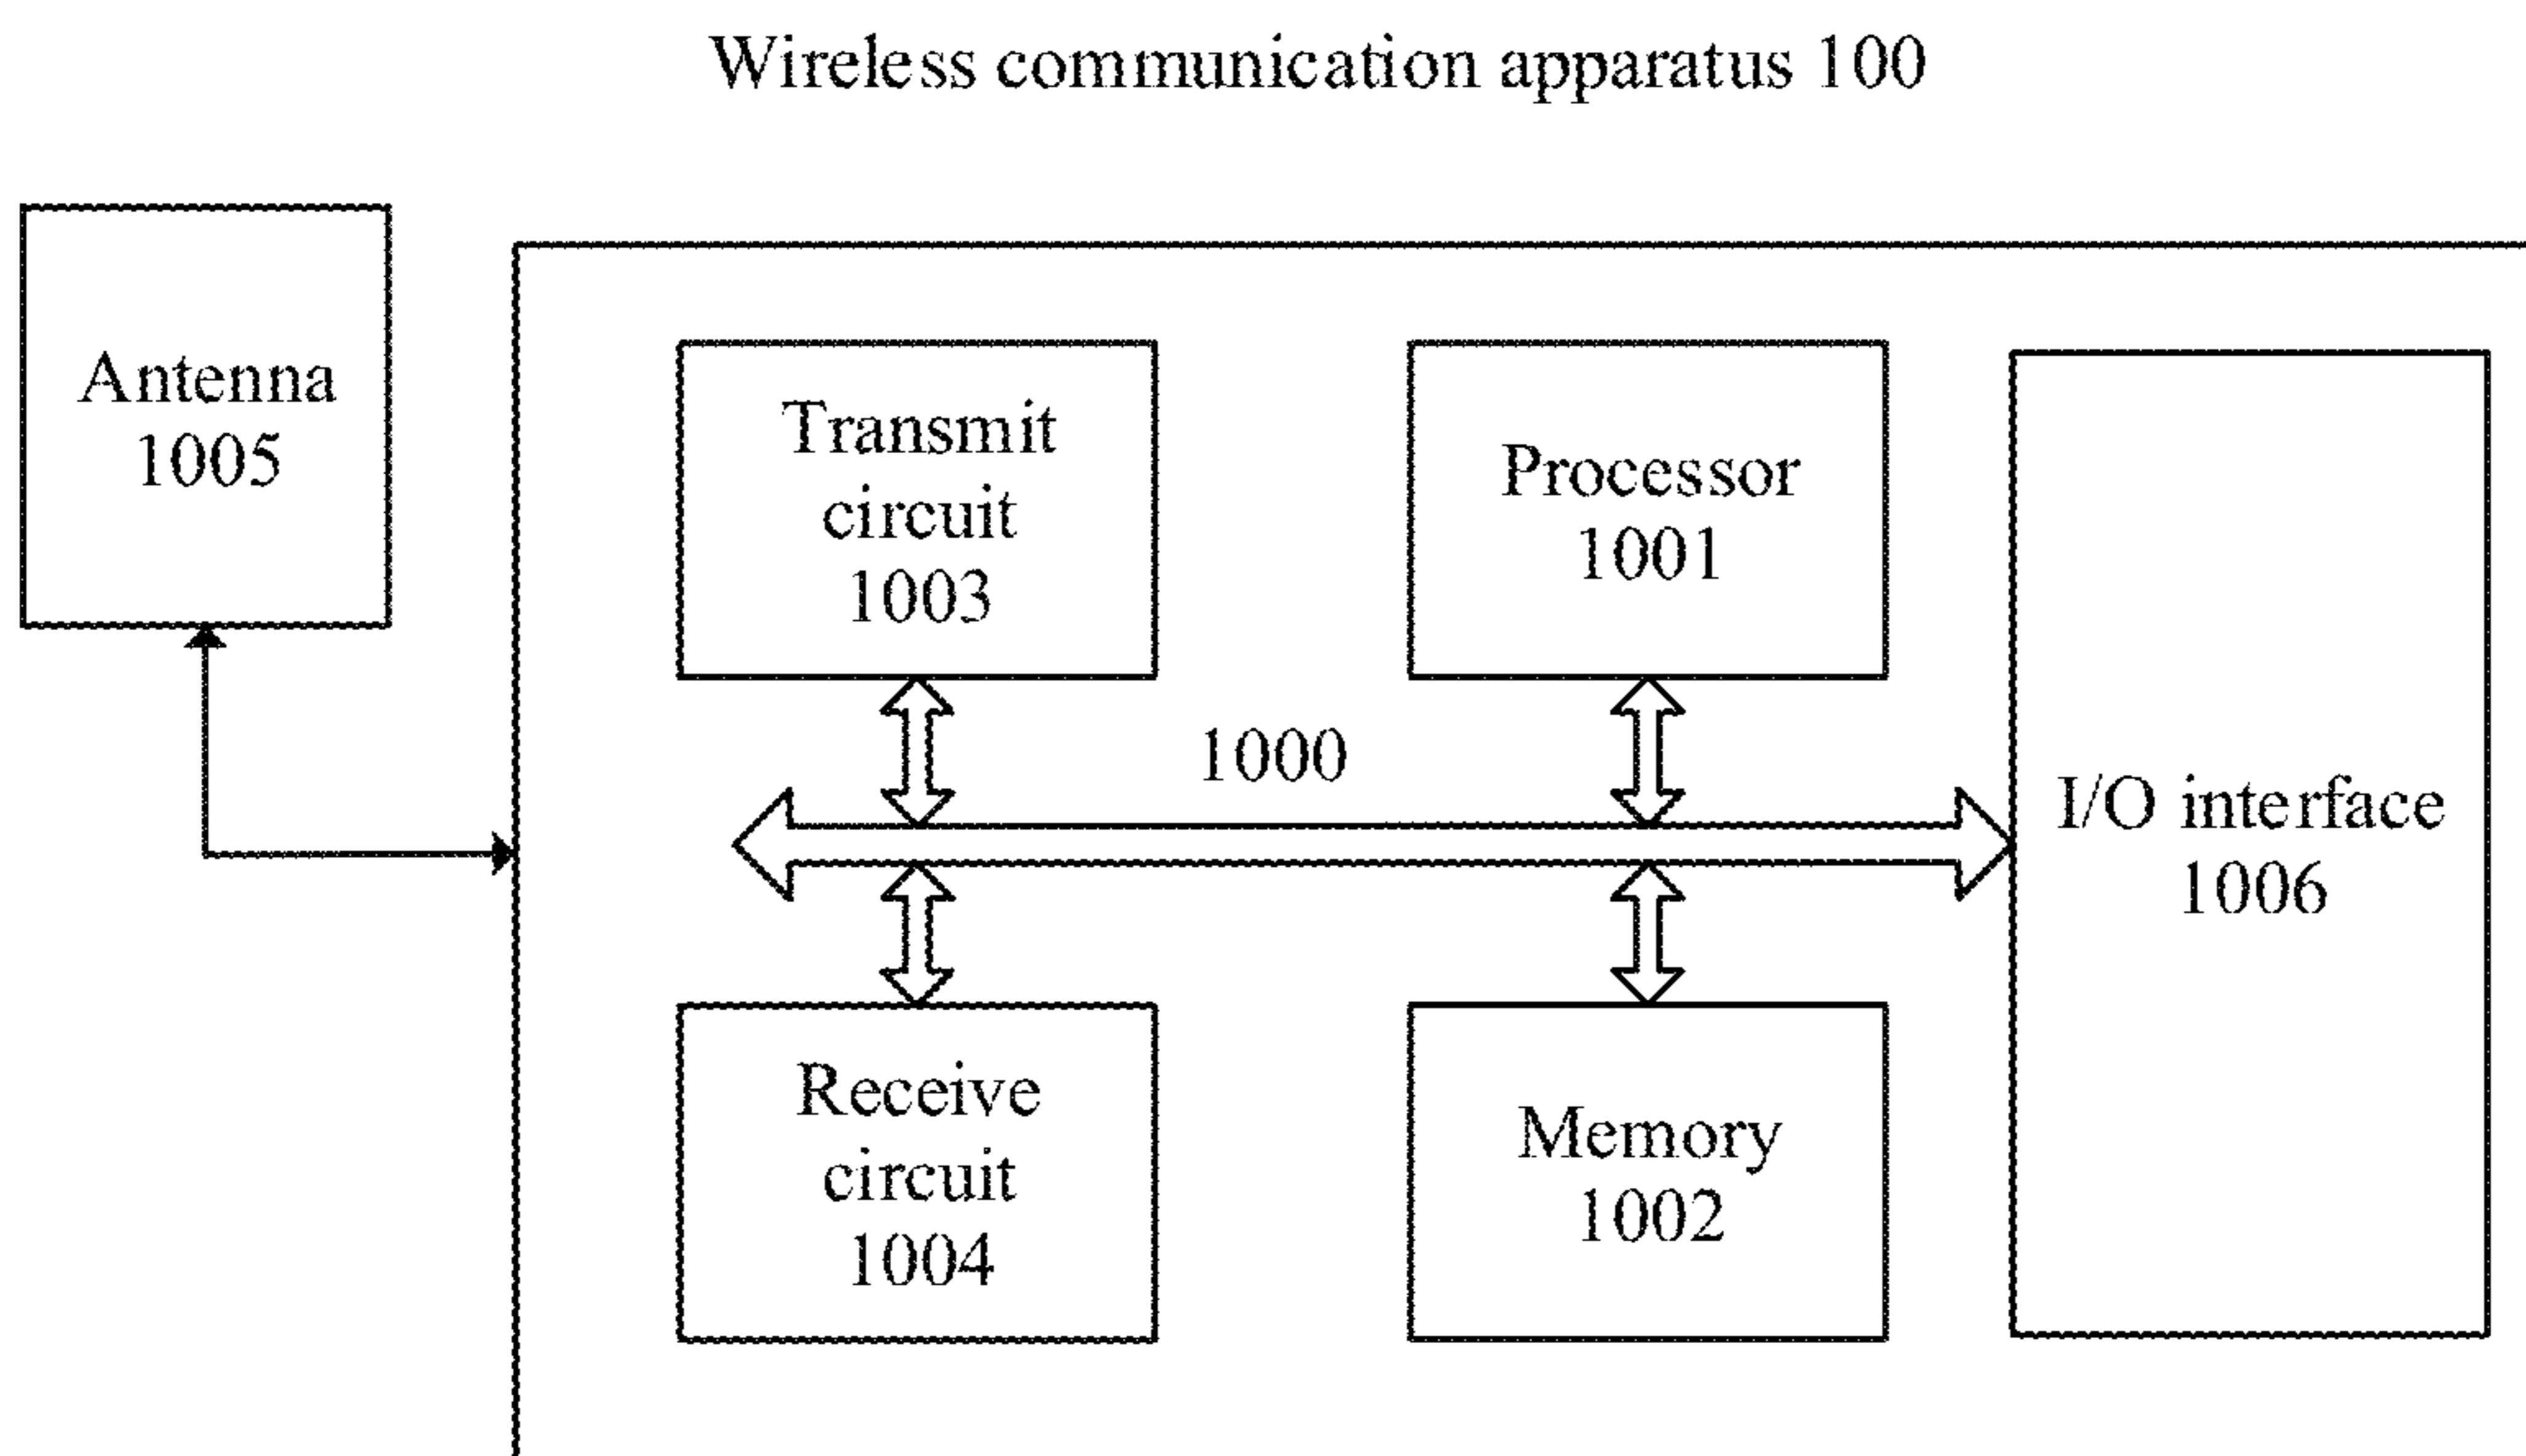 Wireless communication apparatus 100
Antenna
1005
Transmit
circuit
1003
Processor
1001
1000
I/O interface
1006
Receive
circuit
1004
Memory
1002